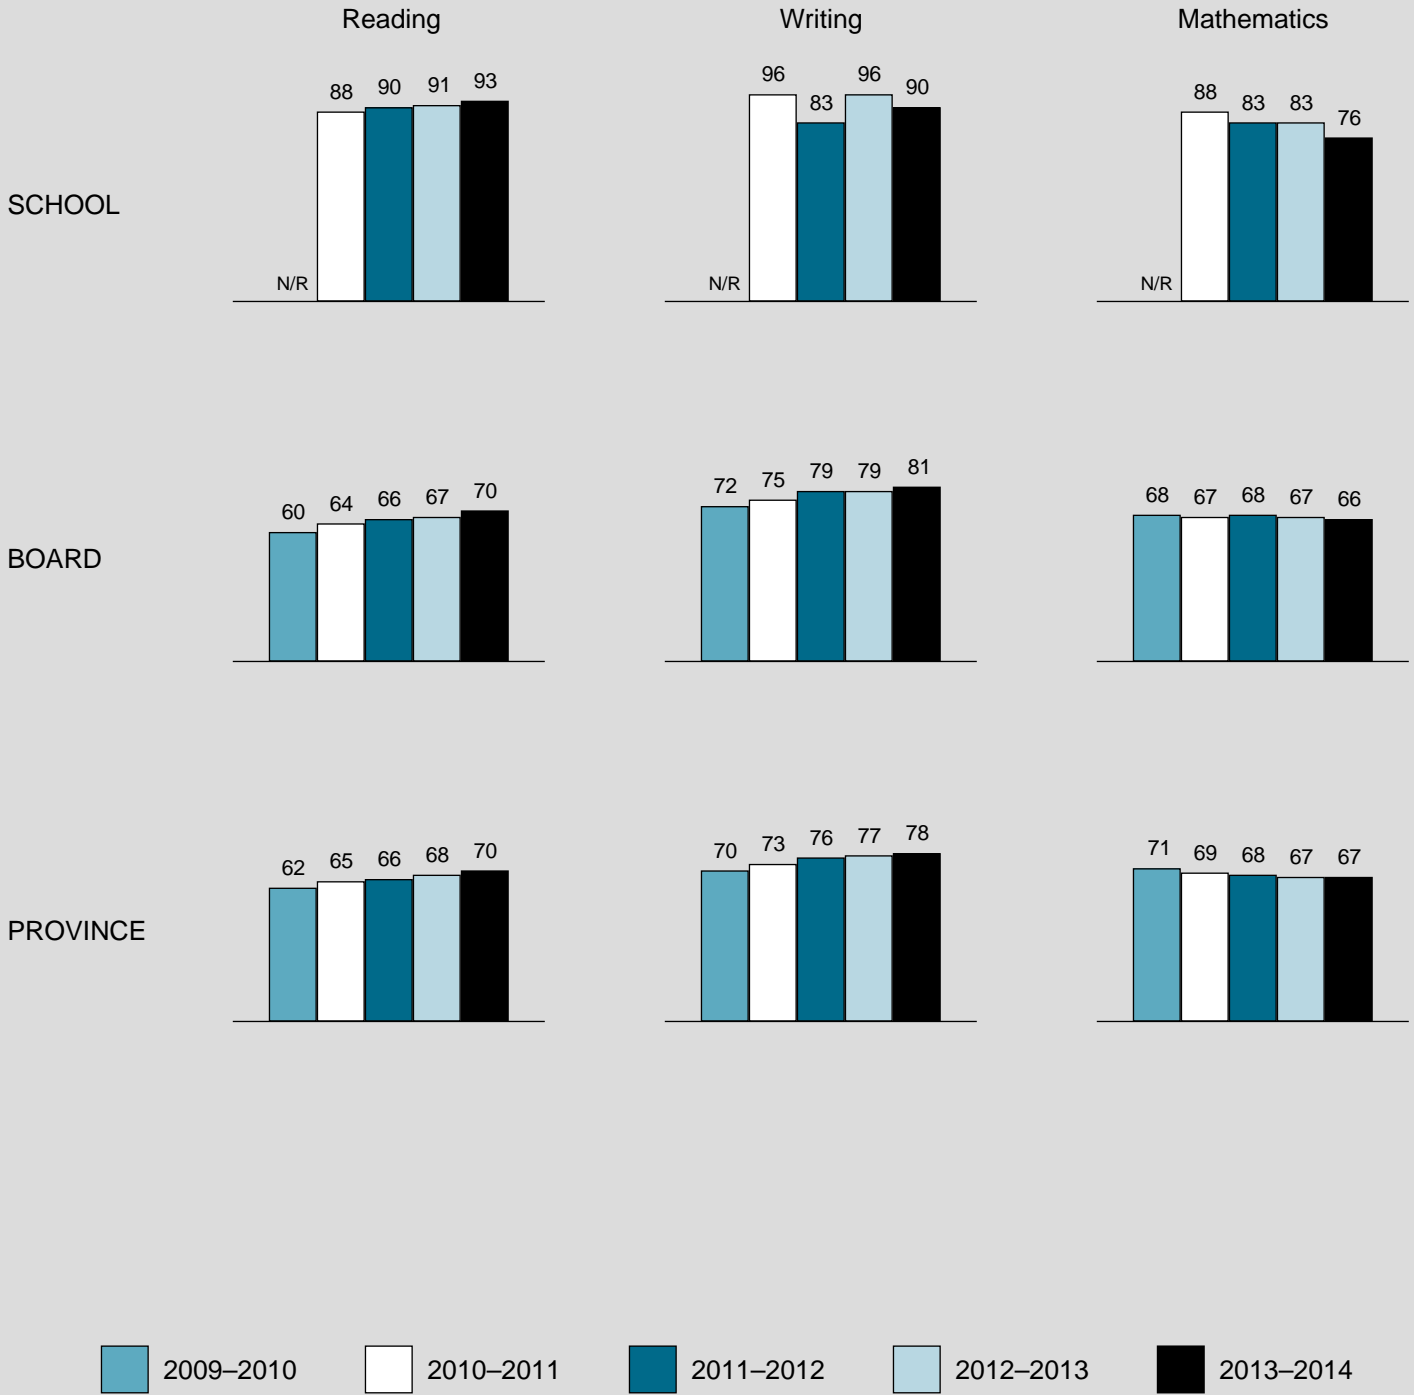 Reading Writing Mathematics
88 90 91 93
96 83 96 90
88 83 83 76
SCHOOL
N/R
N/R
N/R
60 64 66 67 70
72 75 79 79 81
68 67 68 67 66
BOARD
62 65 66 68 70
70 73 76 77 78
71 69 68 67 67
PROVINCE
2009–2010 2010–2011 2011–2012 2012–2013 2013–2014